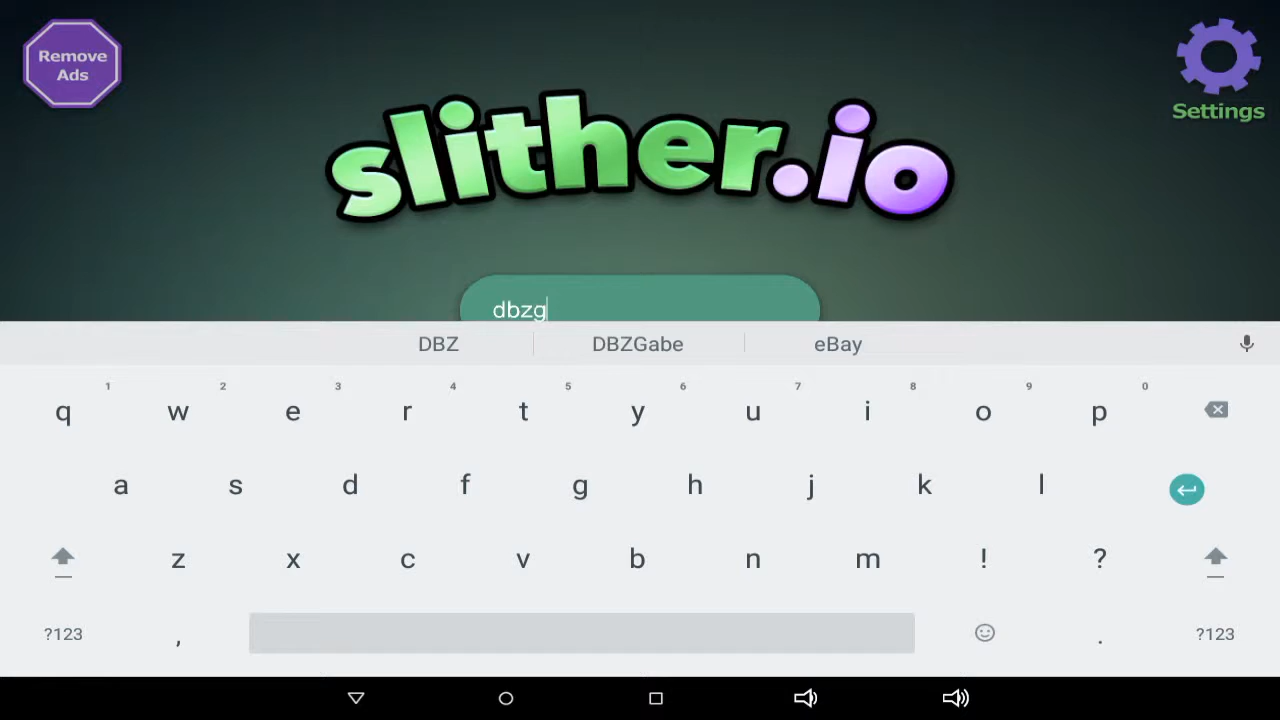 Remove
Ads
slither.io
Settings
dbzg
DBZ DBZGabe eBay
1 2 3 4 5 6 7 8 9 0
q w e r t y u i o p
a s d f g h j k l
z x c v b n m ! ?
?123 , . ?123